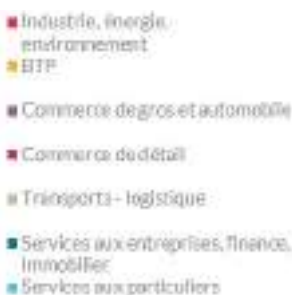 Industrie, énergie,
environnement
BTP
Commerce de gros et automobile
Commerce de détail
Transports - logistique
Services aux entreprises, finance,
immobilier
Services aux particuliers